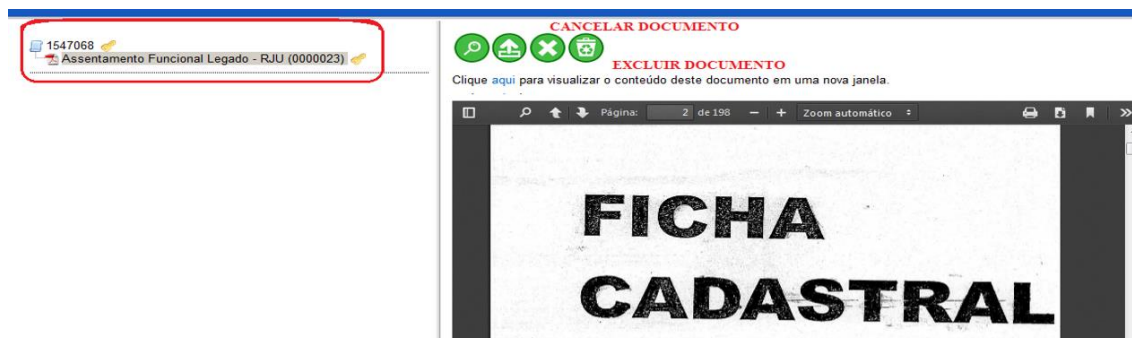 1547068
Assentamento Funcional Legado - RJU (0000023)
CANCELAR DOCUMENTO
EXCLUIR DOCUMENTO
Clique aqui para visualizar o conteúdo deste documento em uma nova janela.
Página: 2 de 198 Zoom automático
FICHA
CADASTRAL